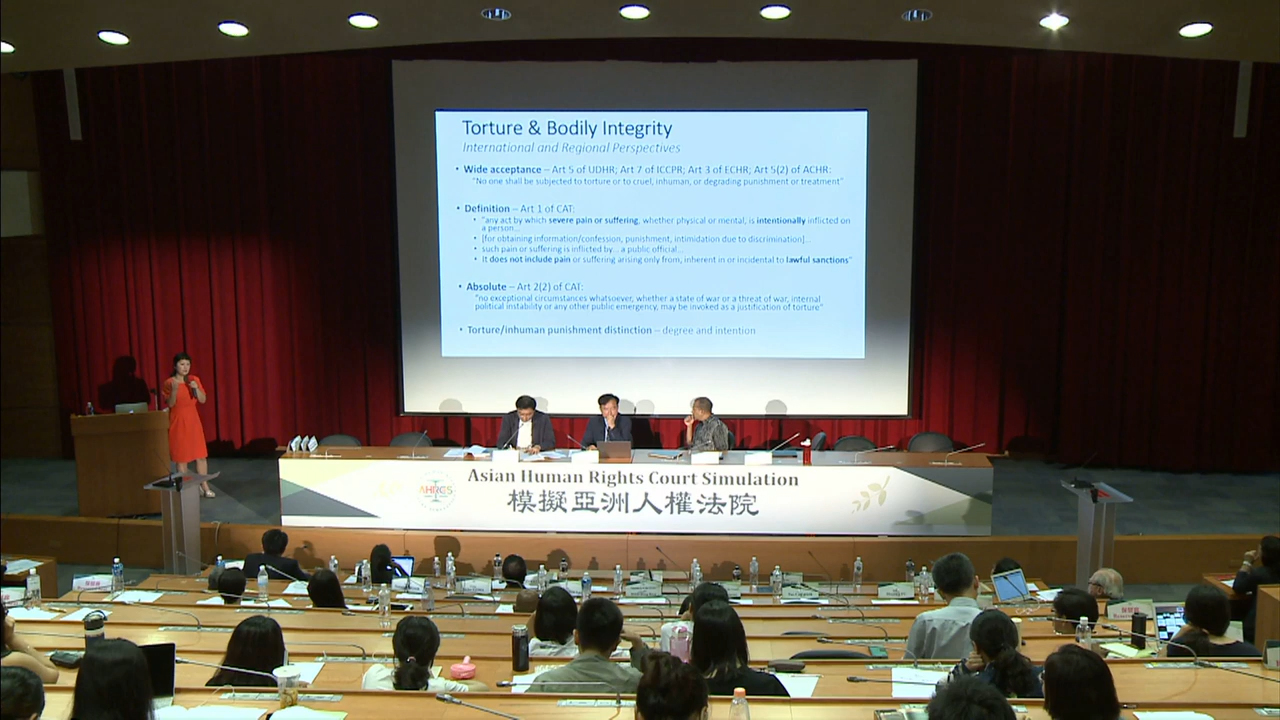 Torture & Bodily Integrity
International and Regional Perspectives
• Wide acceptance – Art 5 of UDHR; Art 7 of ICCPR; Art 3 of ECHR; Art 5(2) of ACHR:
"No one shall be subjected to torture or to cruel, inhuman, or degrading punishment or treatment"
• Definition – Art 1 of CAT:
• "any act by which severe pain or suffering, whether physical or mental, is intentionally inflicted on
a person...
• [for obtaining information/confession, punishment, intimidation due to discrimination]...
• such pain or suffering is inflicted by... a public official...
• It does not include pain or suffering arising only from, inherent in or incidental to lawful sanctions"
• Absolute – Art 2(2) of CAT:
"no exceptional circumstances whatsoever, whether a state of war or a threat of war, internal
political instability or any other public emergency, may be invoked as a justification of torture"
• Torture/inhuman punishment distinction – degree and intention
Asian Human Rights Court Simulation
AHRCS
模擬亞洲人權法院